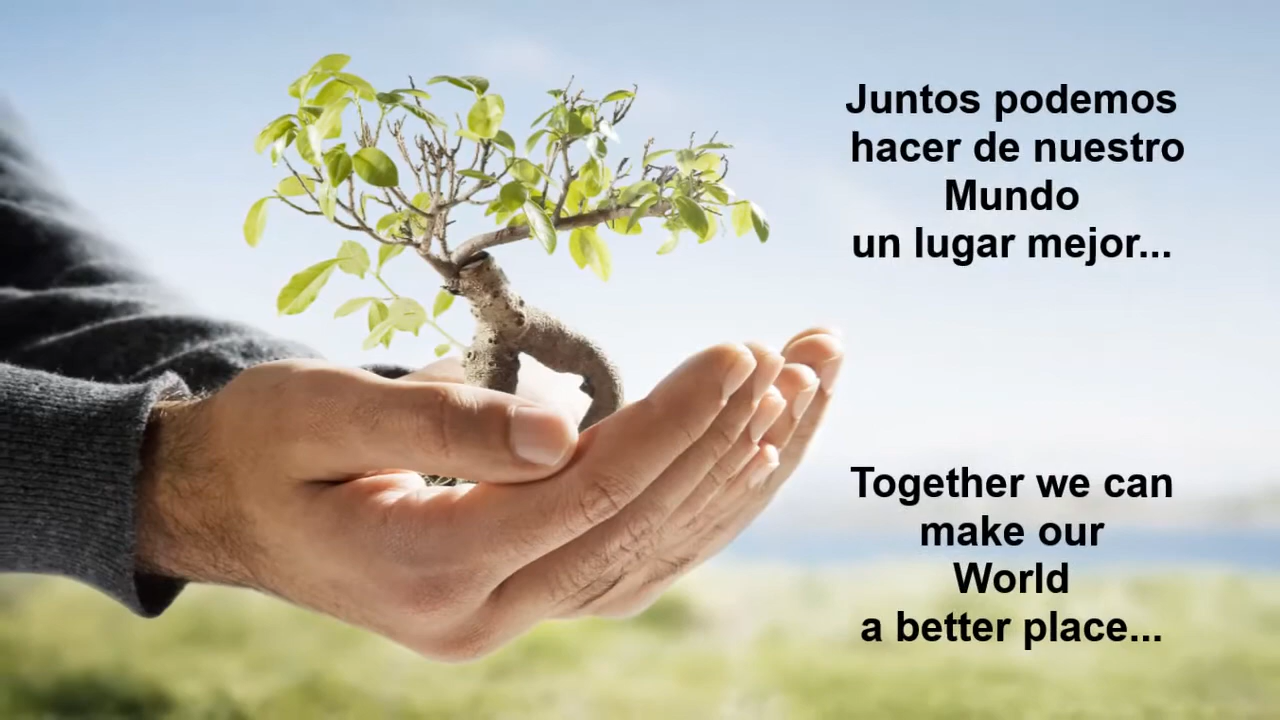 Juntos podemos
hacer de nuestro
Mundo
un lugar mejor...
Together we can
make our
World
a better place...